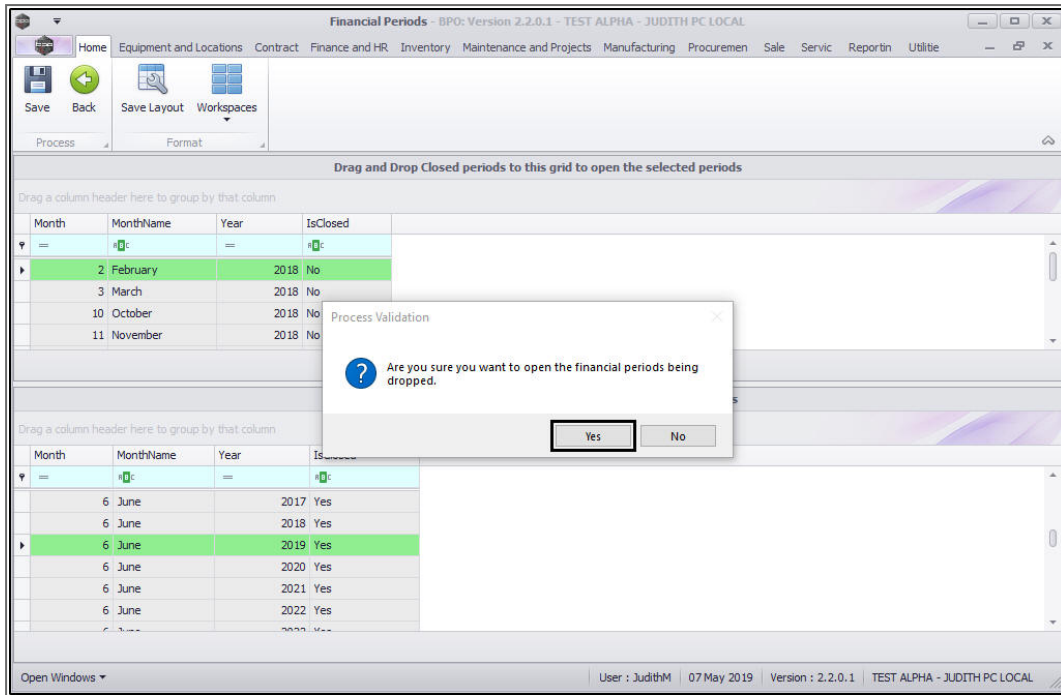 Financial Periods - BPO: Version 2.2.0.1 - TEST ALPHA - JUDITH PC LOCAL
Home Equipment and Locations Contract Finance and HR Inventory Maintenance and Projects Manufacturing Procuremen Sale Servic Reportin Utilitie
Save Back Save Layout Workspaces
Process Format
Drag and Drop Closed periods to this grid to open the selected periods
Drag a column header here to group by that column
Month MonthName Year IsClosed
= ABC = ABC
2 February 2018 No
3 March 2018 No
10 October 2018 No
11 November 2018 No
Process Validation
Are you sure you want to open the financial periods being
dropped.
Yes No
Drag a column header here to group by that column
Month MonthName Year
= ABC = ABC
6 June 2017 Yes
6 June 2018 Yes
6 June 2019 Yes
6 June 2020 Yes
6 June 2021 Yes
6 June 2022 Yes
Open Windows User : JudithM 07 May 2019 Version : 2.2.0.1 TEST ALPHA - JUDITH PC LOCAL